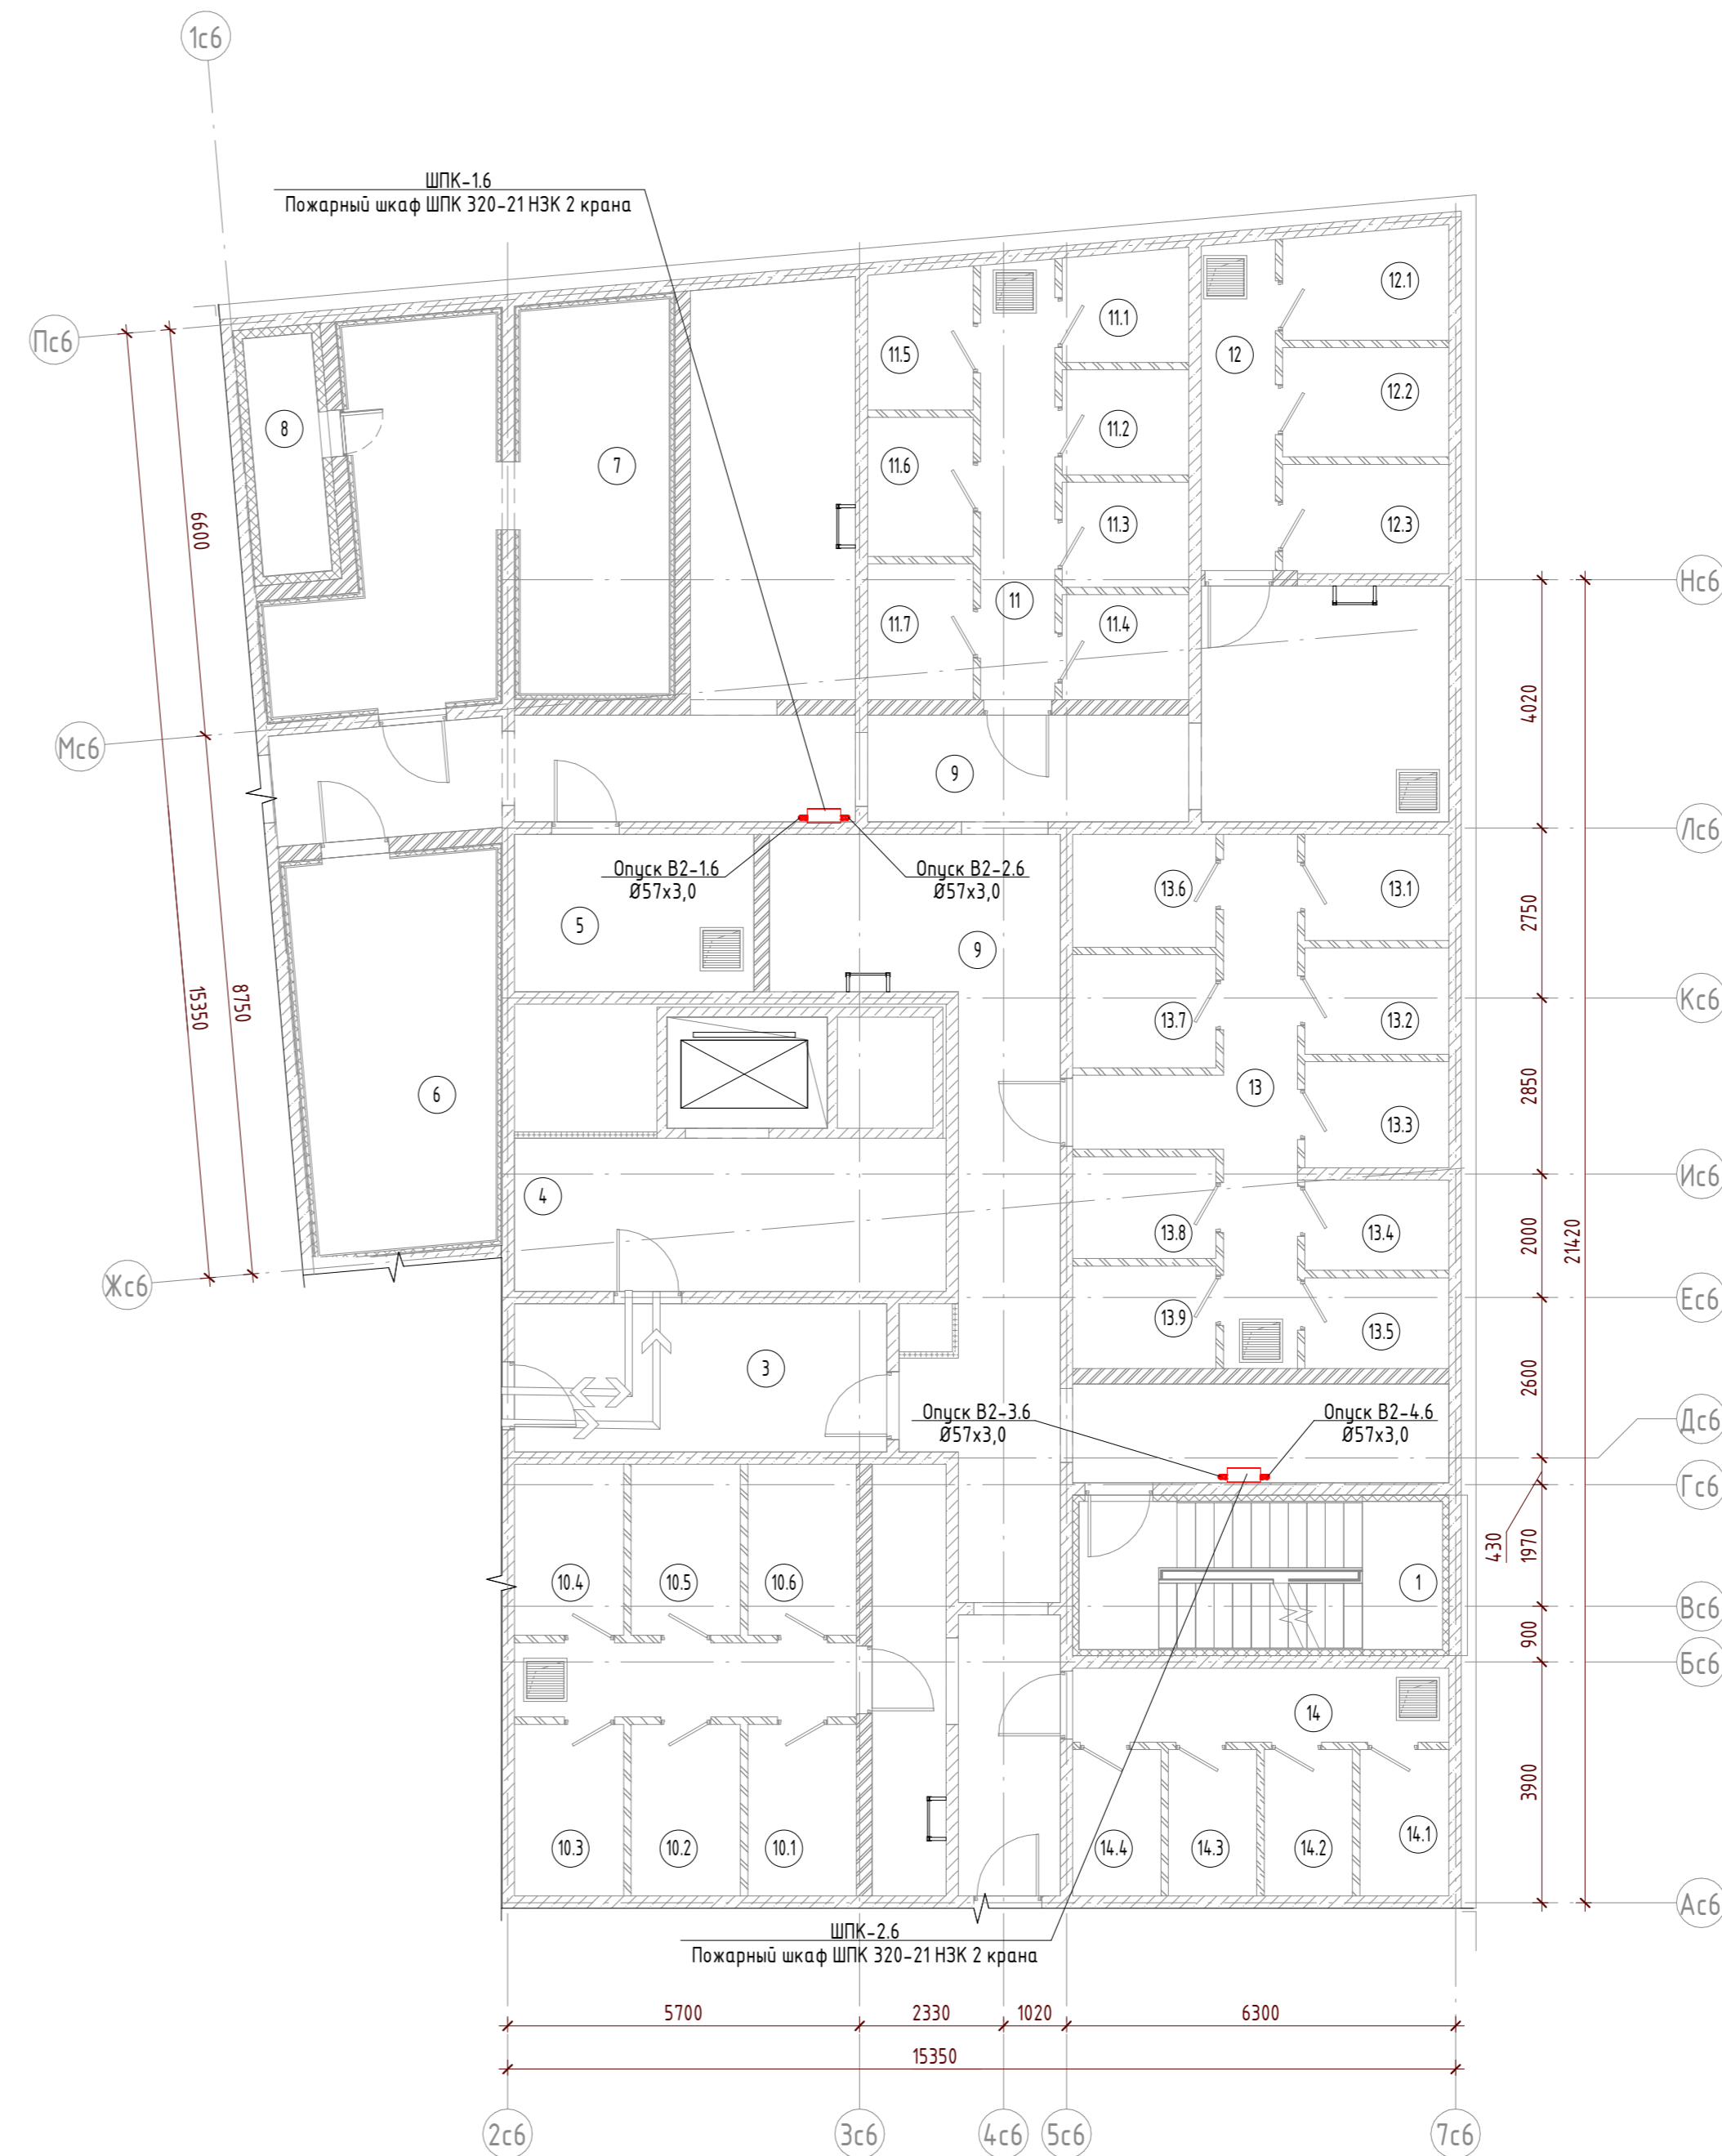 1с6
ШПК-1.6
Пожарный шкаф ШПК 320-21 НЗК 2 крана
12.1
Пс6
11.1
11.5
12
12.2
8
11.2
7
11.6
6600
11.3
12.3
Нс6
11
11.7
11.4
4020
Мс6
9
Лс6
Опуск В2-1.6
Ø57х3,0
Опуск В2-2.6
Ø57х3,0
13.6
13.1
2750
5
9
15350
8750
Кс6
13.7
13.2
6
13
2850
13.3
Ис6
4
13.8
13.4
2000
21420
Жс6
Ес6
13.9
13.5
3
2600
Опуск В2-3.6
Ø57х3,0
Опуск В2-4.6
Ø57х3,0
Дс6
Гс6
430
1970
10.4
10.5
10.6
1
Вс6
900
Бс6
14
3900
10.3
10.2
10.1
14.4
14.3
14.2
14.1
Ас6
ШПК-2.6
Пожарный шкаф ШПК 320-21 НЗК 2 крана
5700
2330
1020
6300
15350
2с6
3с6
4с6
5с6
7с6